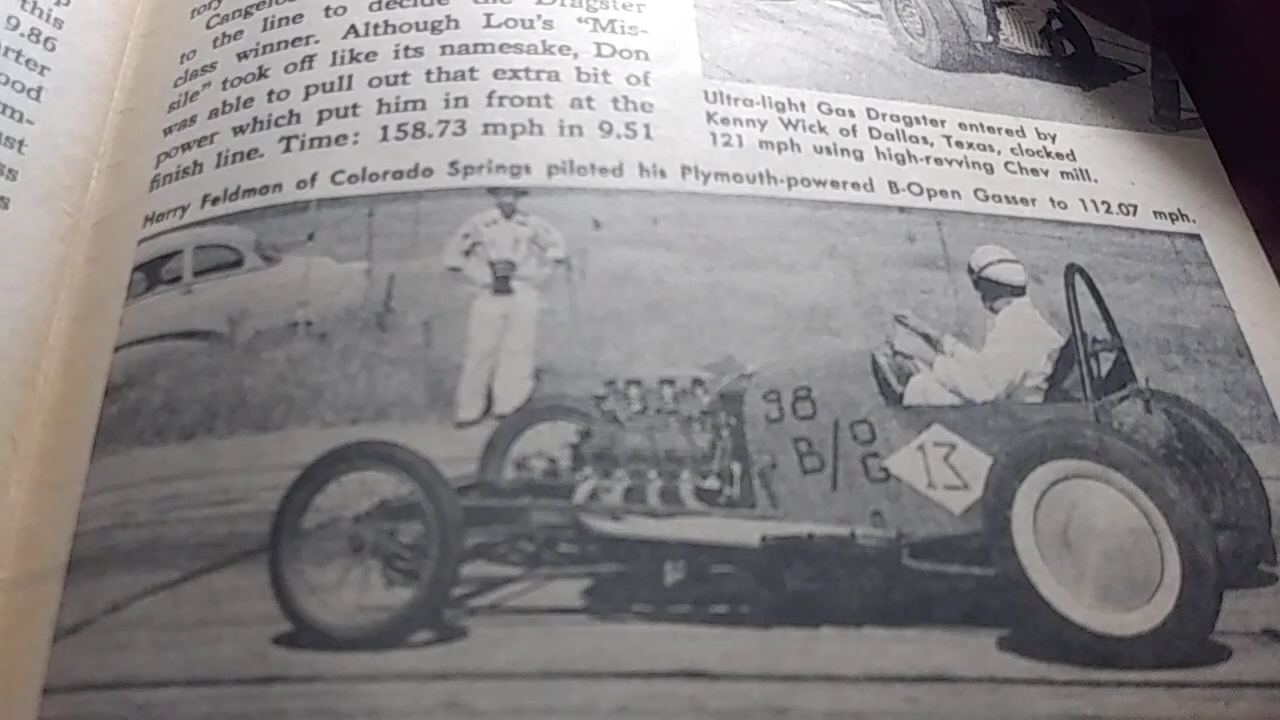 this
9.86
rter
ood
m-
ast
ss
s
tory
to the line to decide the Dragster
class winner. Although Lou's "Mis-
sile" took off like its namesake, Don
was able to pull out that extra bit of
power which put him in front at the
finish line. Time: 158.73 mph in 9.51
Ultra-light Gas Dragster entered by
Kenny Wick of Dallas, Texas, clocked
121 mph using high-revving Chev mill.
Harry Feldman of Colorado Springs piloted his Plymouth-powered B-Open Gasser to 112.07 mph.
98
B/O
G
13